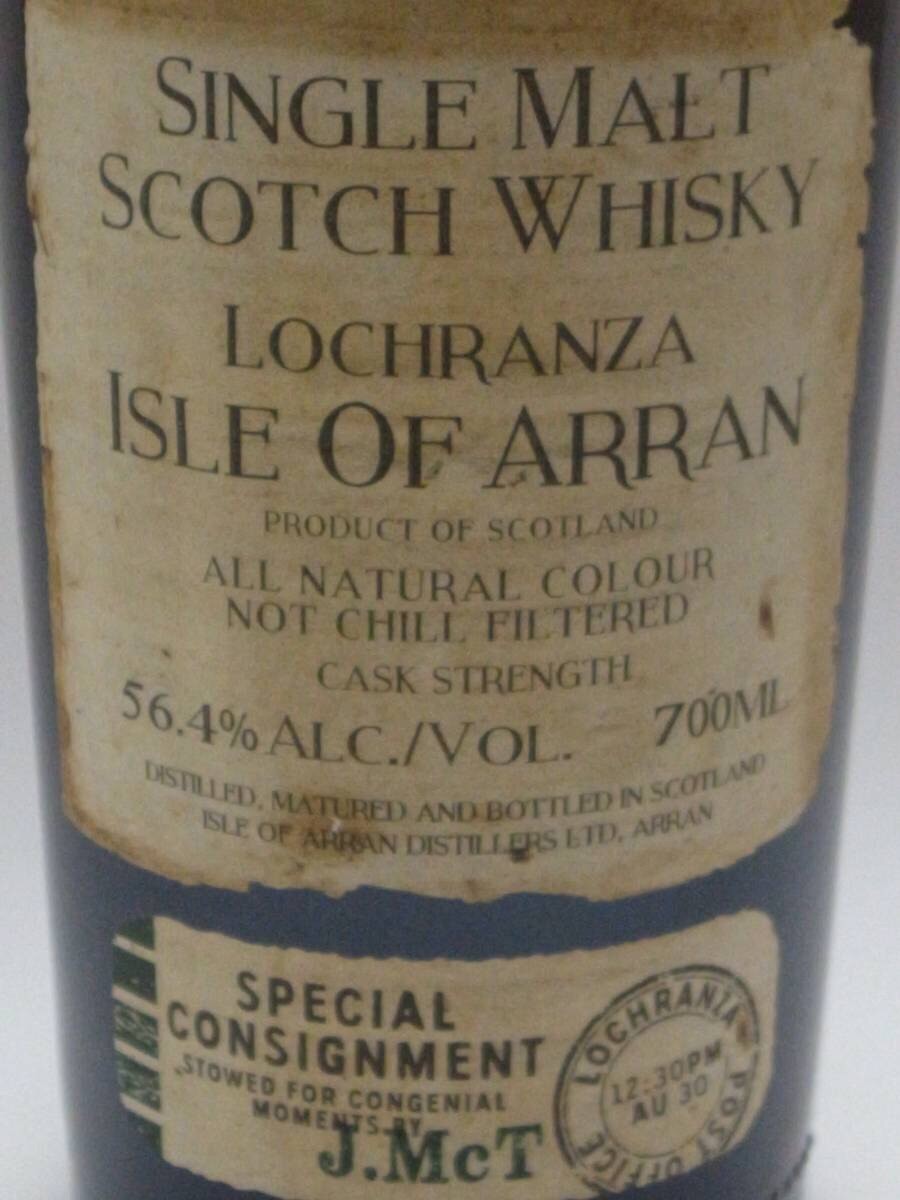 SINGLE MALT
SCOTCH WHISKY
LOCHRANZA
ISLE OF ARRAN
PRODUCT OF SCOTLAND
ALL NATURAL COLOUR
NOT CHILL FILTERED
CASK STRENGTH
56.4% ALC./VOL. 700ML
DISTILLED, MATURED AND BOTTLED IN SCOTLAND
ISLE OF ARRAN DISTILLERS LTD, ARRAN
SPECIAL
CONSIGNMENT
STOWED FOR CONGENIAL
MOMENTS BY
J.McT
LOCHRANZA
12:30PM
AU 30
POST OFFICE